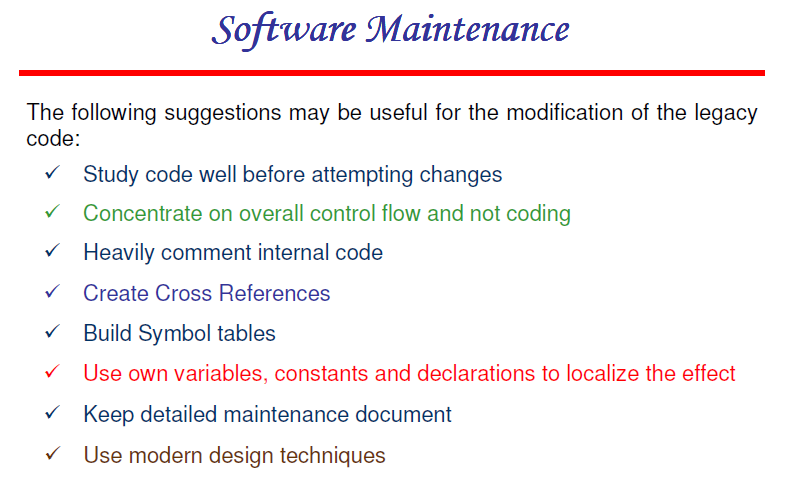 Software Maintenance
The following suggestions may be useful for the modification of the legacy
code:
✓ Study code well before attempting changes
✓ Concentrate on overall control flow and not coding
✓ Heavily comment internal code
✓ Create Cross References
✓ Build Symbol tables
✓ Use own variables, constants and declarations to localize the effect
✓ Keep detailed maintenance document
✓ Use modern design techniques